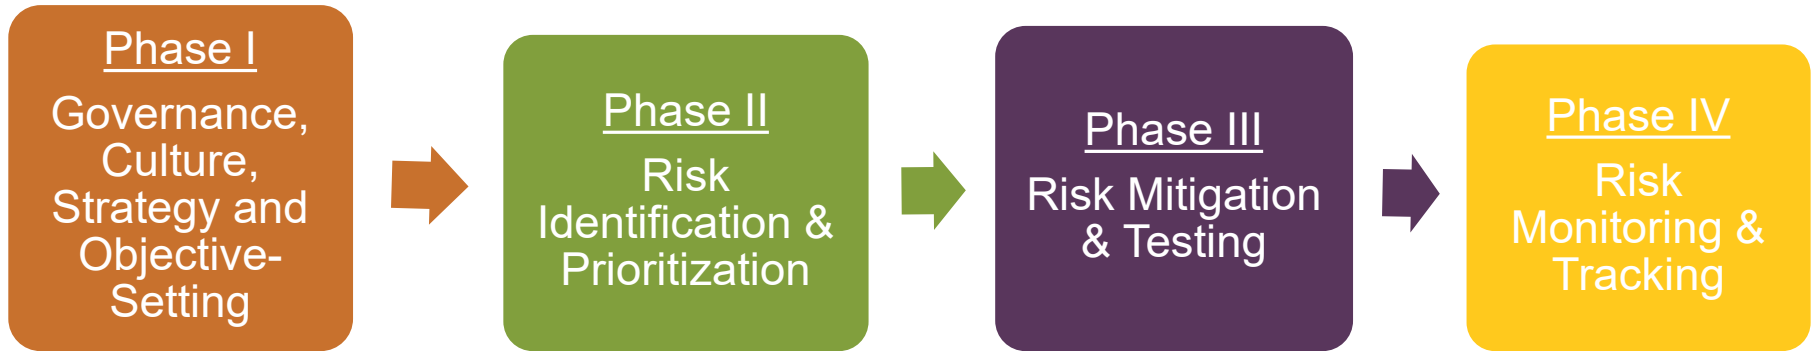 Phase I
Governance,
Culture,
Strategy and
Objective-
Setting
Phase II
Risk
Identification &
Prioritization
Phase III
Risk Mitigation
& Testing
Phase IV
Risk
Monitoring &
Tracking